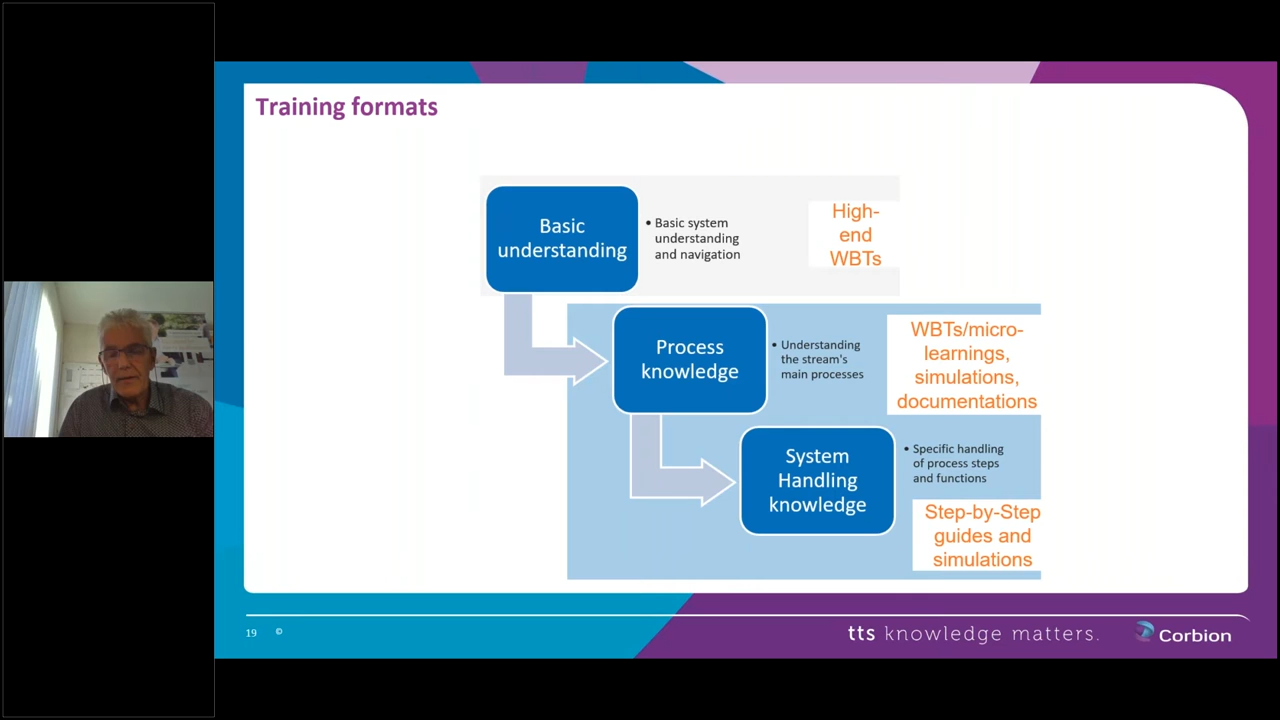 Training formats
Basic
understanding
• Basic system
understanding
and navigation
High-
end
WBTs
Process
knowledge
• Understanding
the stream's
main processes
WBTs/micro-
learnings,
simulations,
documentations
System
Handling
knowledge
• Specific handling
of process steps
and functions
Step-by-Step
guides and
simulations
19 ©
tts knowledge matters.
Corbion